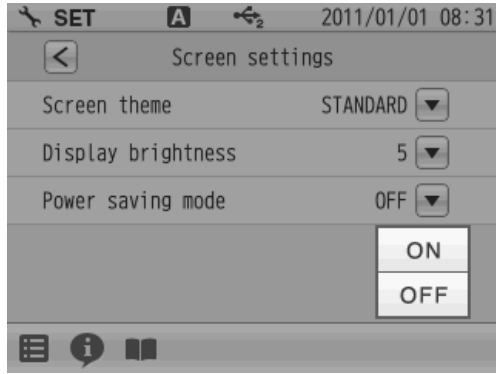 SET A 2 2011/01/01 08:31
< Screen settings
Screen theme STANDARD ▼
Display brightness 5 ▼
Power saving mode OFF ▼
ON
OFF